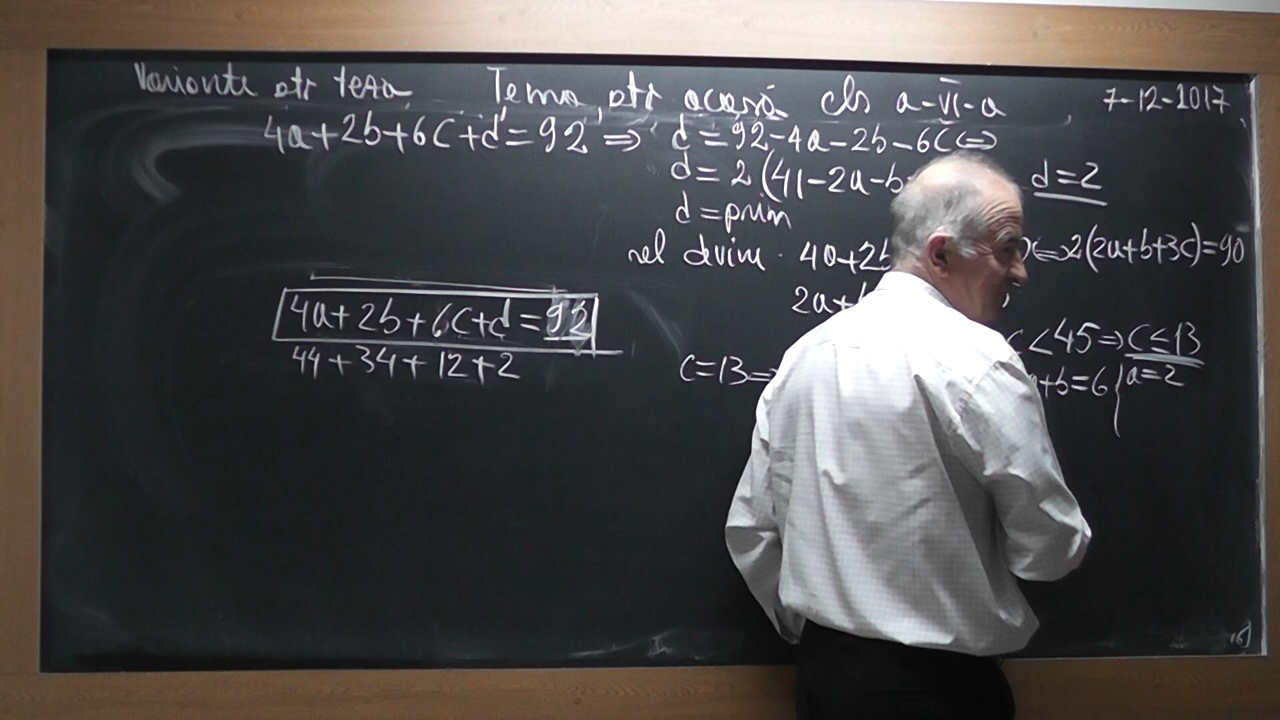 Variante ptr teza Tema ptr acasă cls a-VI-a 7-12-2017
4a+2b+6c+d=92 ⇒ d=92-4a-2b-6c ⇔
d=2(41-2a-b d=2
d=prim
rel devine 4a+2b ⇔2(2a+b+3c)=90
2a+b
4a+2b+6c+d=92
44+34+12+2
c<45⇒c≤13
c=13⇒ +b=6 a=2